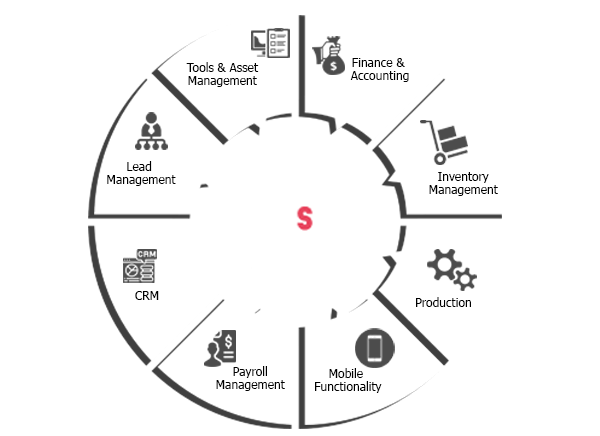 Tools & Asset
Management
Finance &
Accounting
Lead
Management
Inventory
Management
S
CRM
CRM
Production
Payroll
Management
Mobile
Functionality
$
$